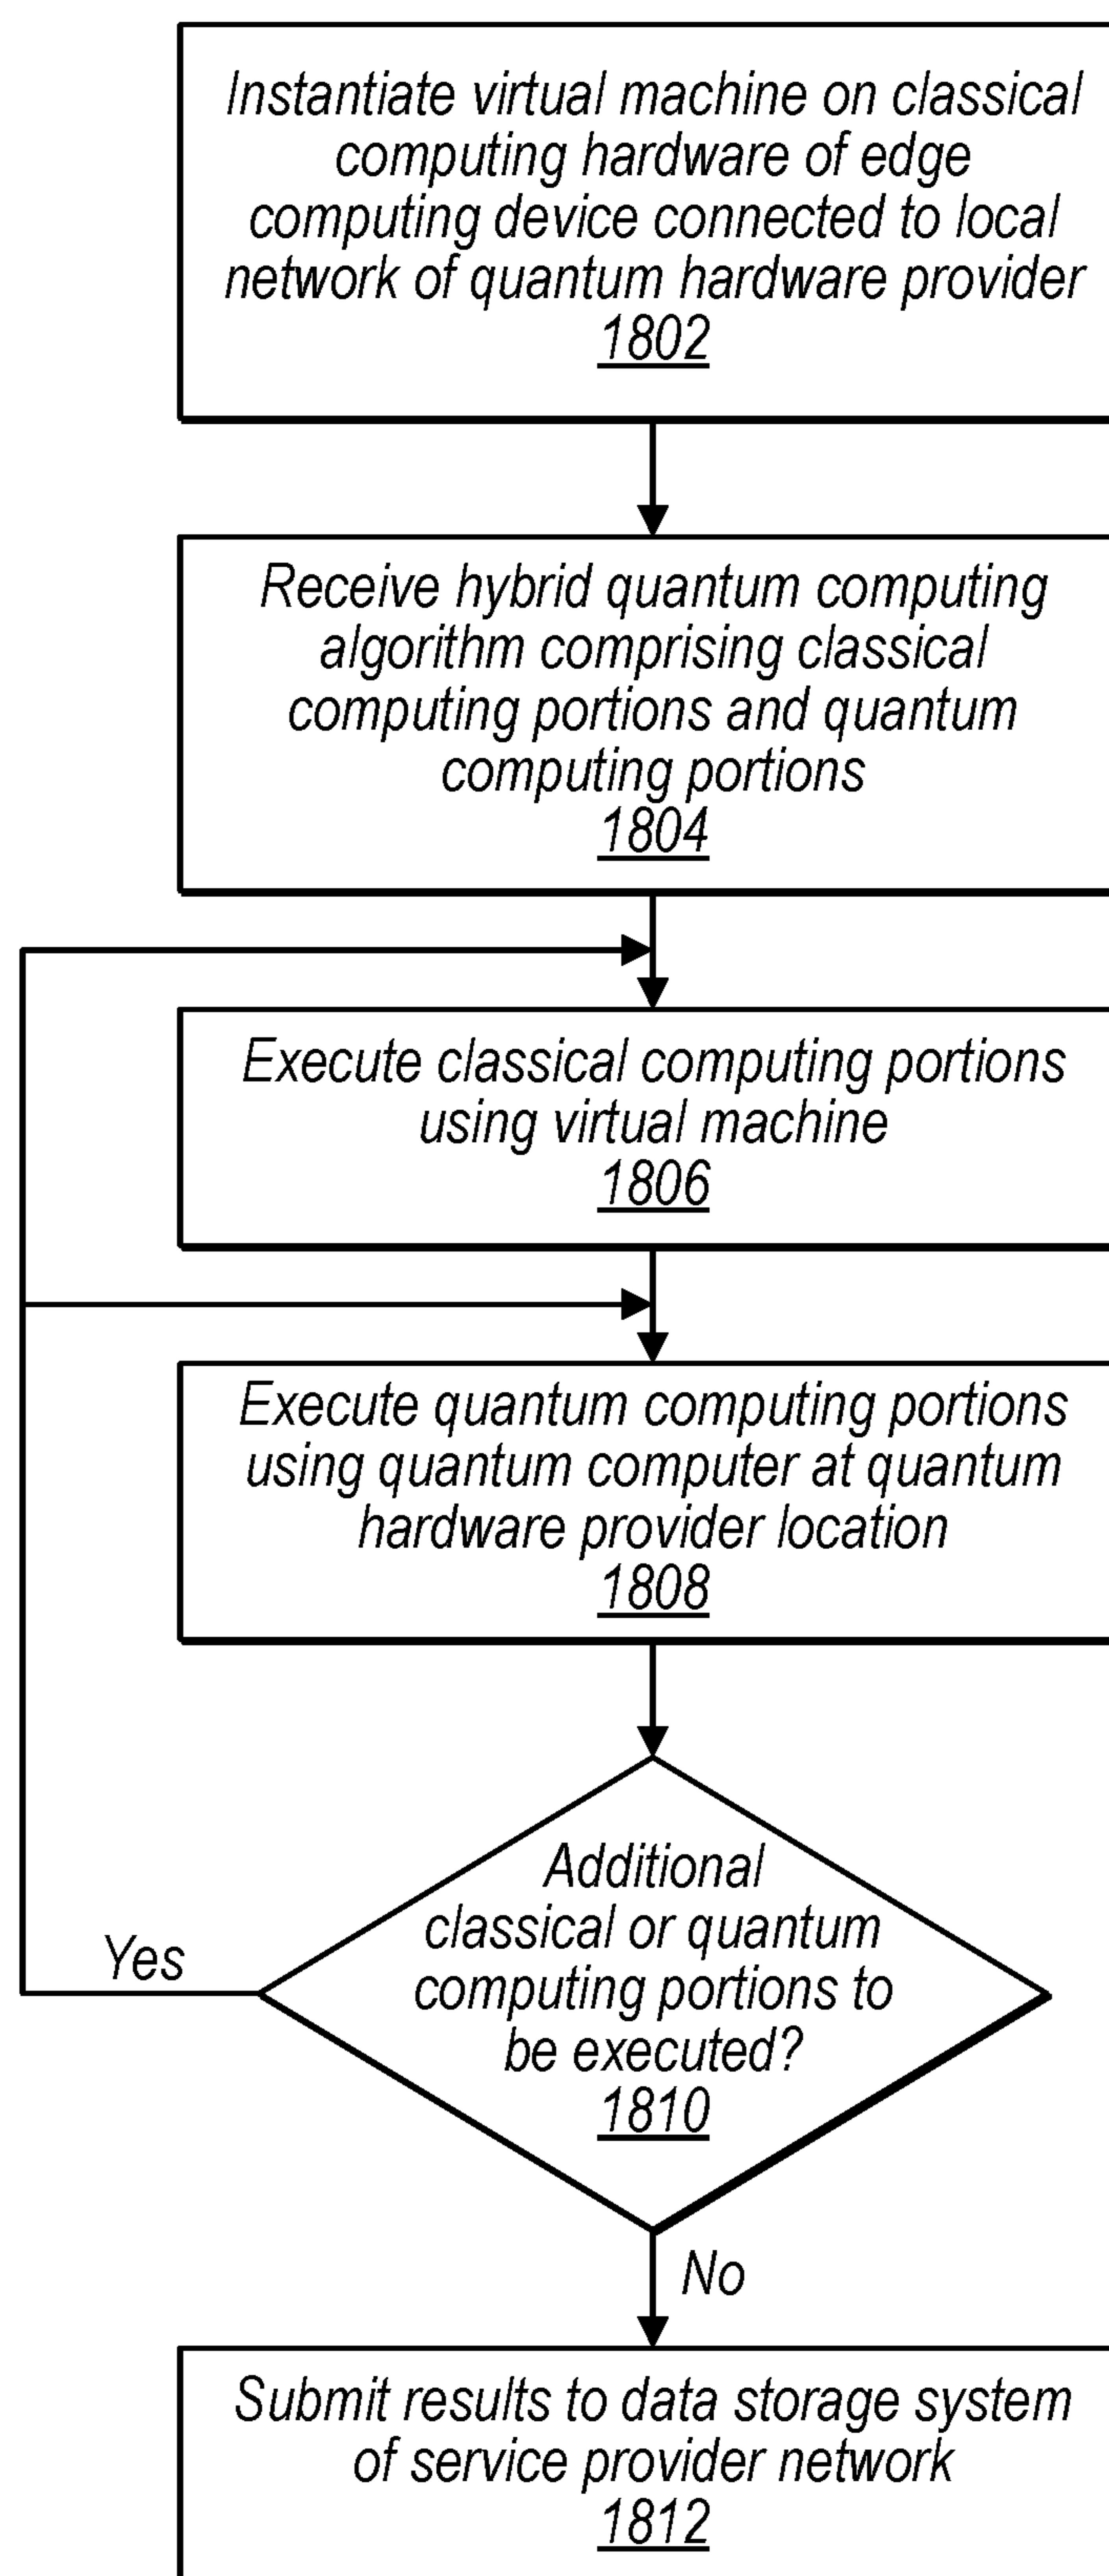 Instantiate virtual machine on classical
computing hardware of edge
computing device connected to local
network of quantum hardware provider
1802
Receive hybrid quantum computing
algorithm comprising classical
computing portions and quantum
computing portions
1804
Execute classical computing portions
using virtual machine
1806
Execute quantum computing portions
using quantum computer at quantum
hardware provider location
1808
Additional
classical or quantum
computing portions to
be executed?
1810
Yes
No
Submit results to data storage system
of service provider network
1812